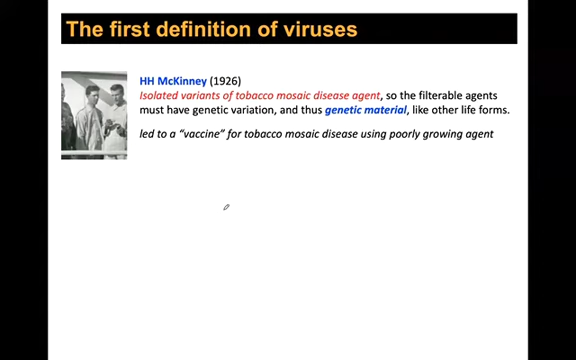 The first definition of viruses
HH McKinney (1926)
Isolated variants of tobacco mosaic disease agent, so the filterable agents
must have genetic variation, and thus genetic material, like other life forms.
led to a “vaccine” for tobacco mosaic disease using poorly growing agent